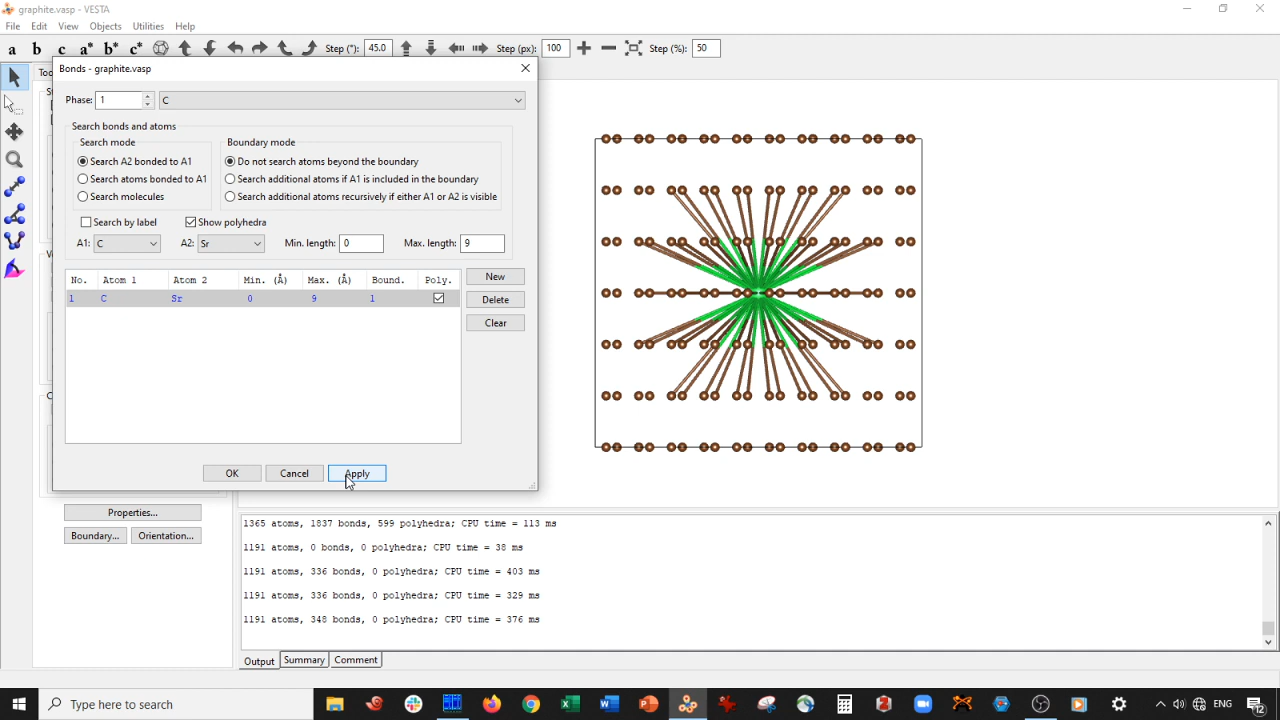 graphite.vasp - VESTA
File Edit View Objects Utilities Help
a b c a* b* c* Step (°): 45.0 Step (px): 100 Step (%): 50
Bonds - graphite.vasp
Phase: 1 C
Search bonds and atoms
Search mode
Search A2 bonded to A1
Search atoms bonded to A1
Search molecules
Boundary mode
Do not search atoms beyond the boundary
Search additional atoms if A1 is included in the boundary
Search additional atoms recursively if either A1 or A2 is visible
Search by label Show polyhedra
A1: C A2: Sr Min. length: 0 Max. length: 9
No. Atom 1 Atom 2 Min. (Å) Max. (Å) Bound. Poly.
1 C Sr 0 9 1
New
Delete
Clear
OK Cancel Apply
Properties...
Boundary... Orientation...
1365 atoms, 1837 bonds, 599 polyhedra; CPU time = 113 ms
1191 atoms, 0 bonds, 0 polyhedra; CPU time = 38 ms
1191 atoms, 336 bonds, 0 polyhedra; CPU time = 403 ms
1191 atoms, 336 bonds, 0 polyhedra; CPU time = 329 ms
1191 atoms, 348 bonds, 0 polyhedra; CPU time = 376 ms
Output Summary Comment
Type here to search
ENG
12